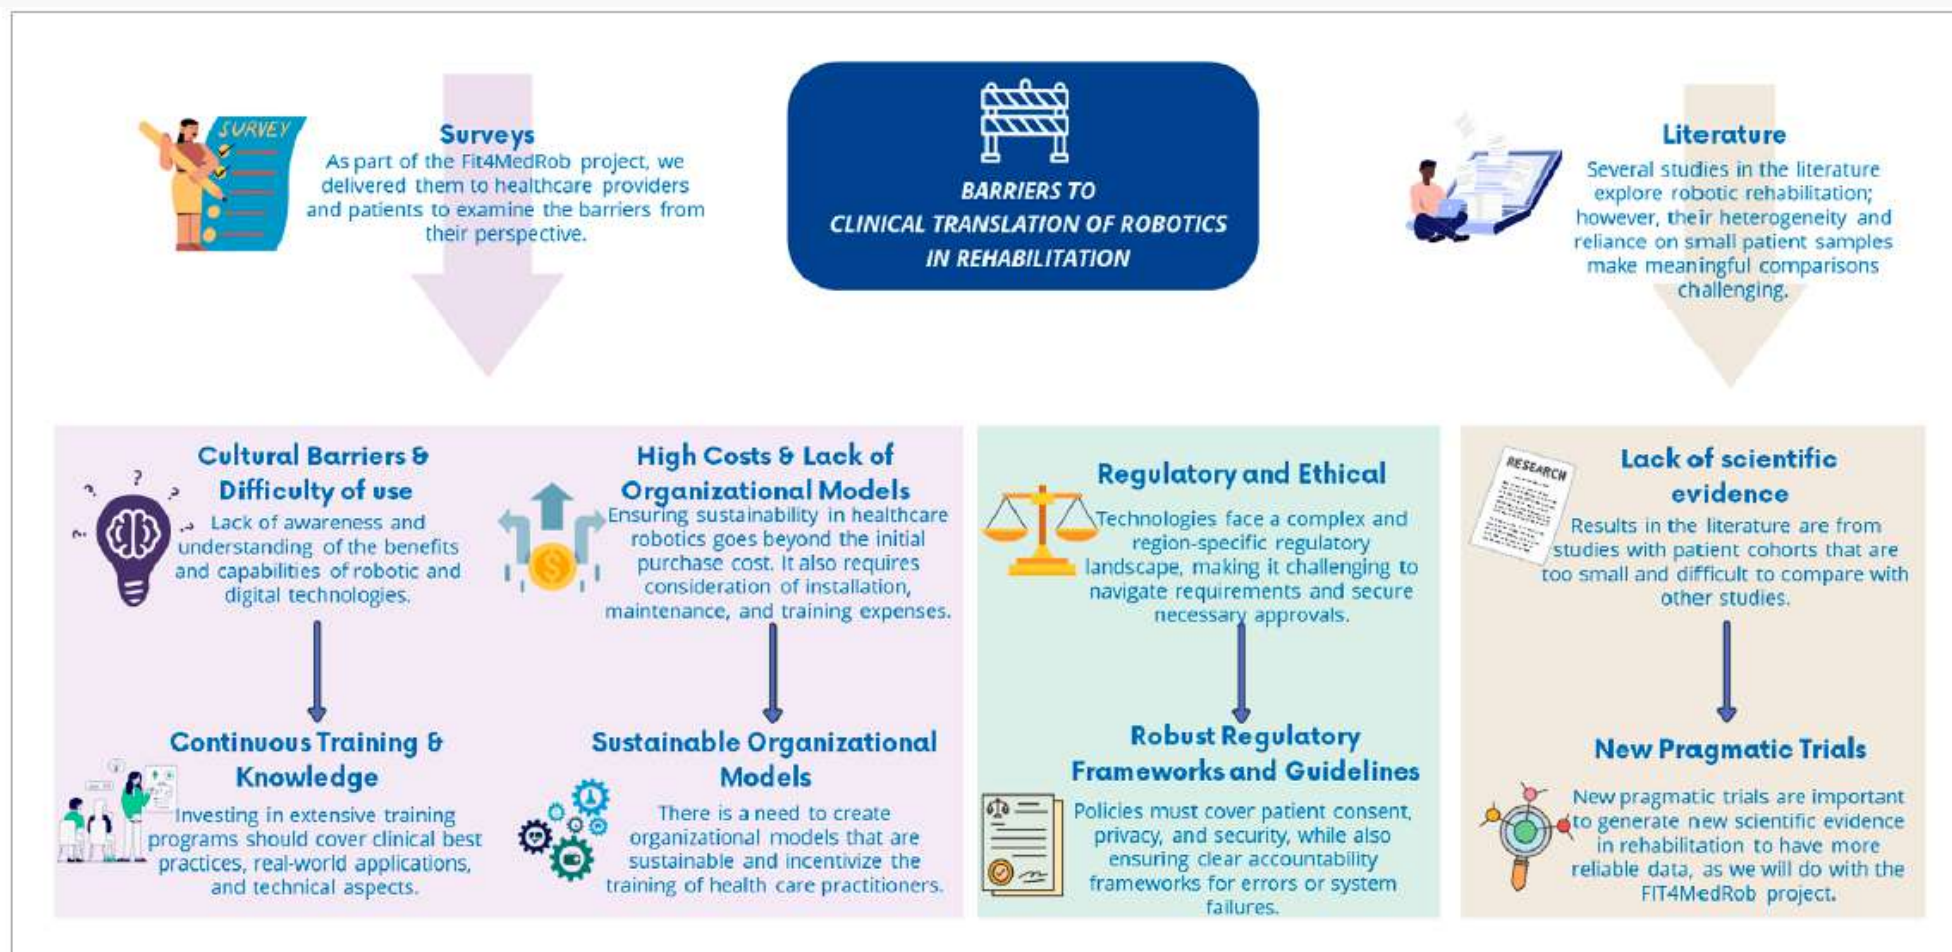 SURVEY
Surveys
As part of the Fit4MedRob project, we
delivered them to healthcare providers
and patients to examine the barriers from
their perspective.
BARRIERS TO
CLINICAL TRANSLATION OF ROBOTICS
IN REHABILITATION
Literature
Several studies in the literature
explore robotic rehabilitation;
however, their heterogeneity and
reliance on small patient samples
make meaningful comparisons
challenging.
Cultural Barriers &
Difficulty of use
Lack of awareness and
understanding of the benefits
and capabilities of robotic and
digital technologies.
Continuous Training &
Knowledge
Investing in extensive training
programs should cover clinical best
practices, real-world applications,
and technical aspects.
High Costs & Lack of
Organizational Models
Ensuring sustainability in healthcare
robotics goes beyond the initial
purchase cost. It also requires
consideration of installation,
maintenance, and training expenses.
Sustainable Organizational
Models
There is a need to create
organizational models that are
sustainable and incentivize the
training of health care practitioners.
Regulatory and Ethical
Technologies face a complex and
region-specific regulatory
landscape, making it challenging to
navigate requirements and secure
necessary approvals.
Robust Regulatory
Frameworks and Guidelines
Policies must cover patient consent,
privacy, and security, while also
ensuring clear accountability
frameworks for errors or system
failures.
RESEARCH
Lack of scientific
evidence
Results in the literature are from
studies with patient cohorts that are
too small and difficult to compare with
other studies.
New Pragmatic Trials
New pragmatic trials are important
to generate new scientific evidence
in rehabilitation to have more
reliable data, as we will do with the
FIT4MedRob project.